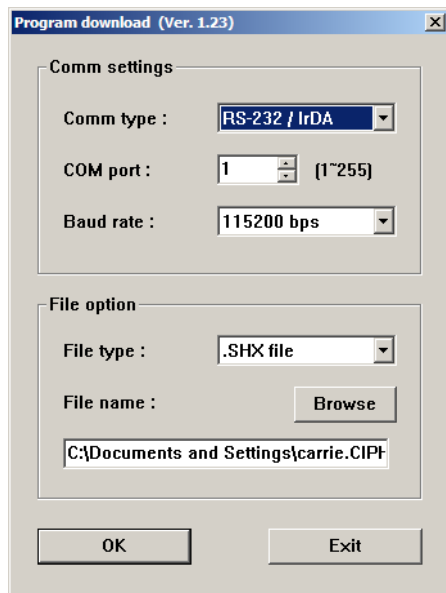 Program download (Ver. 1.23)
Comm settings
Comm type : RS-232 / IrDA
COM port : 1 (1~255)
Baud rate : 115200 bps
File option
File type : .SHX file
File name : Browse
C:\Documents and Settings\carrie.CIPH
OK Exit